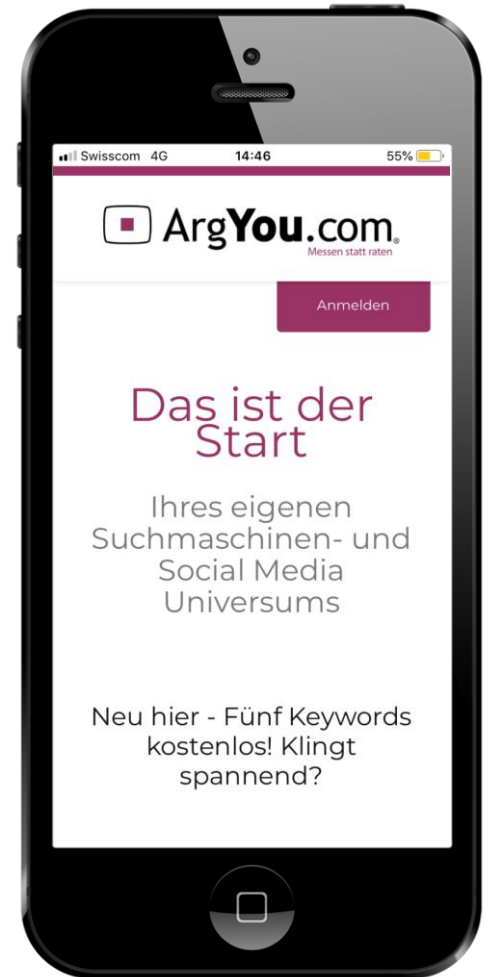 Swisscom 4G 14:46 55%
ArgYou.com®
Messen statt raten
Anmelden
Das ist der
Start
Ihres eigenen
Suchmaschinen- und
Social Media
Universums
Neu hier - Fünf Keywords
kostenlos! Klingt
spannend?